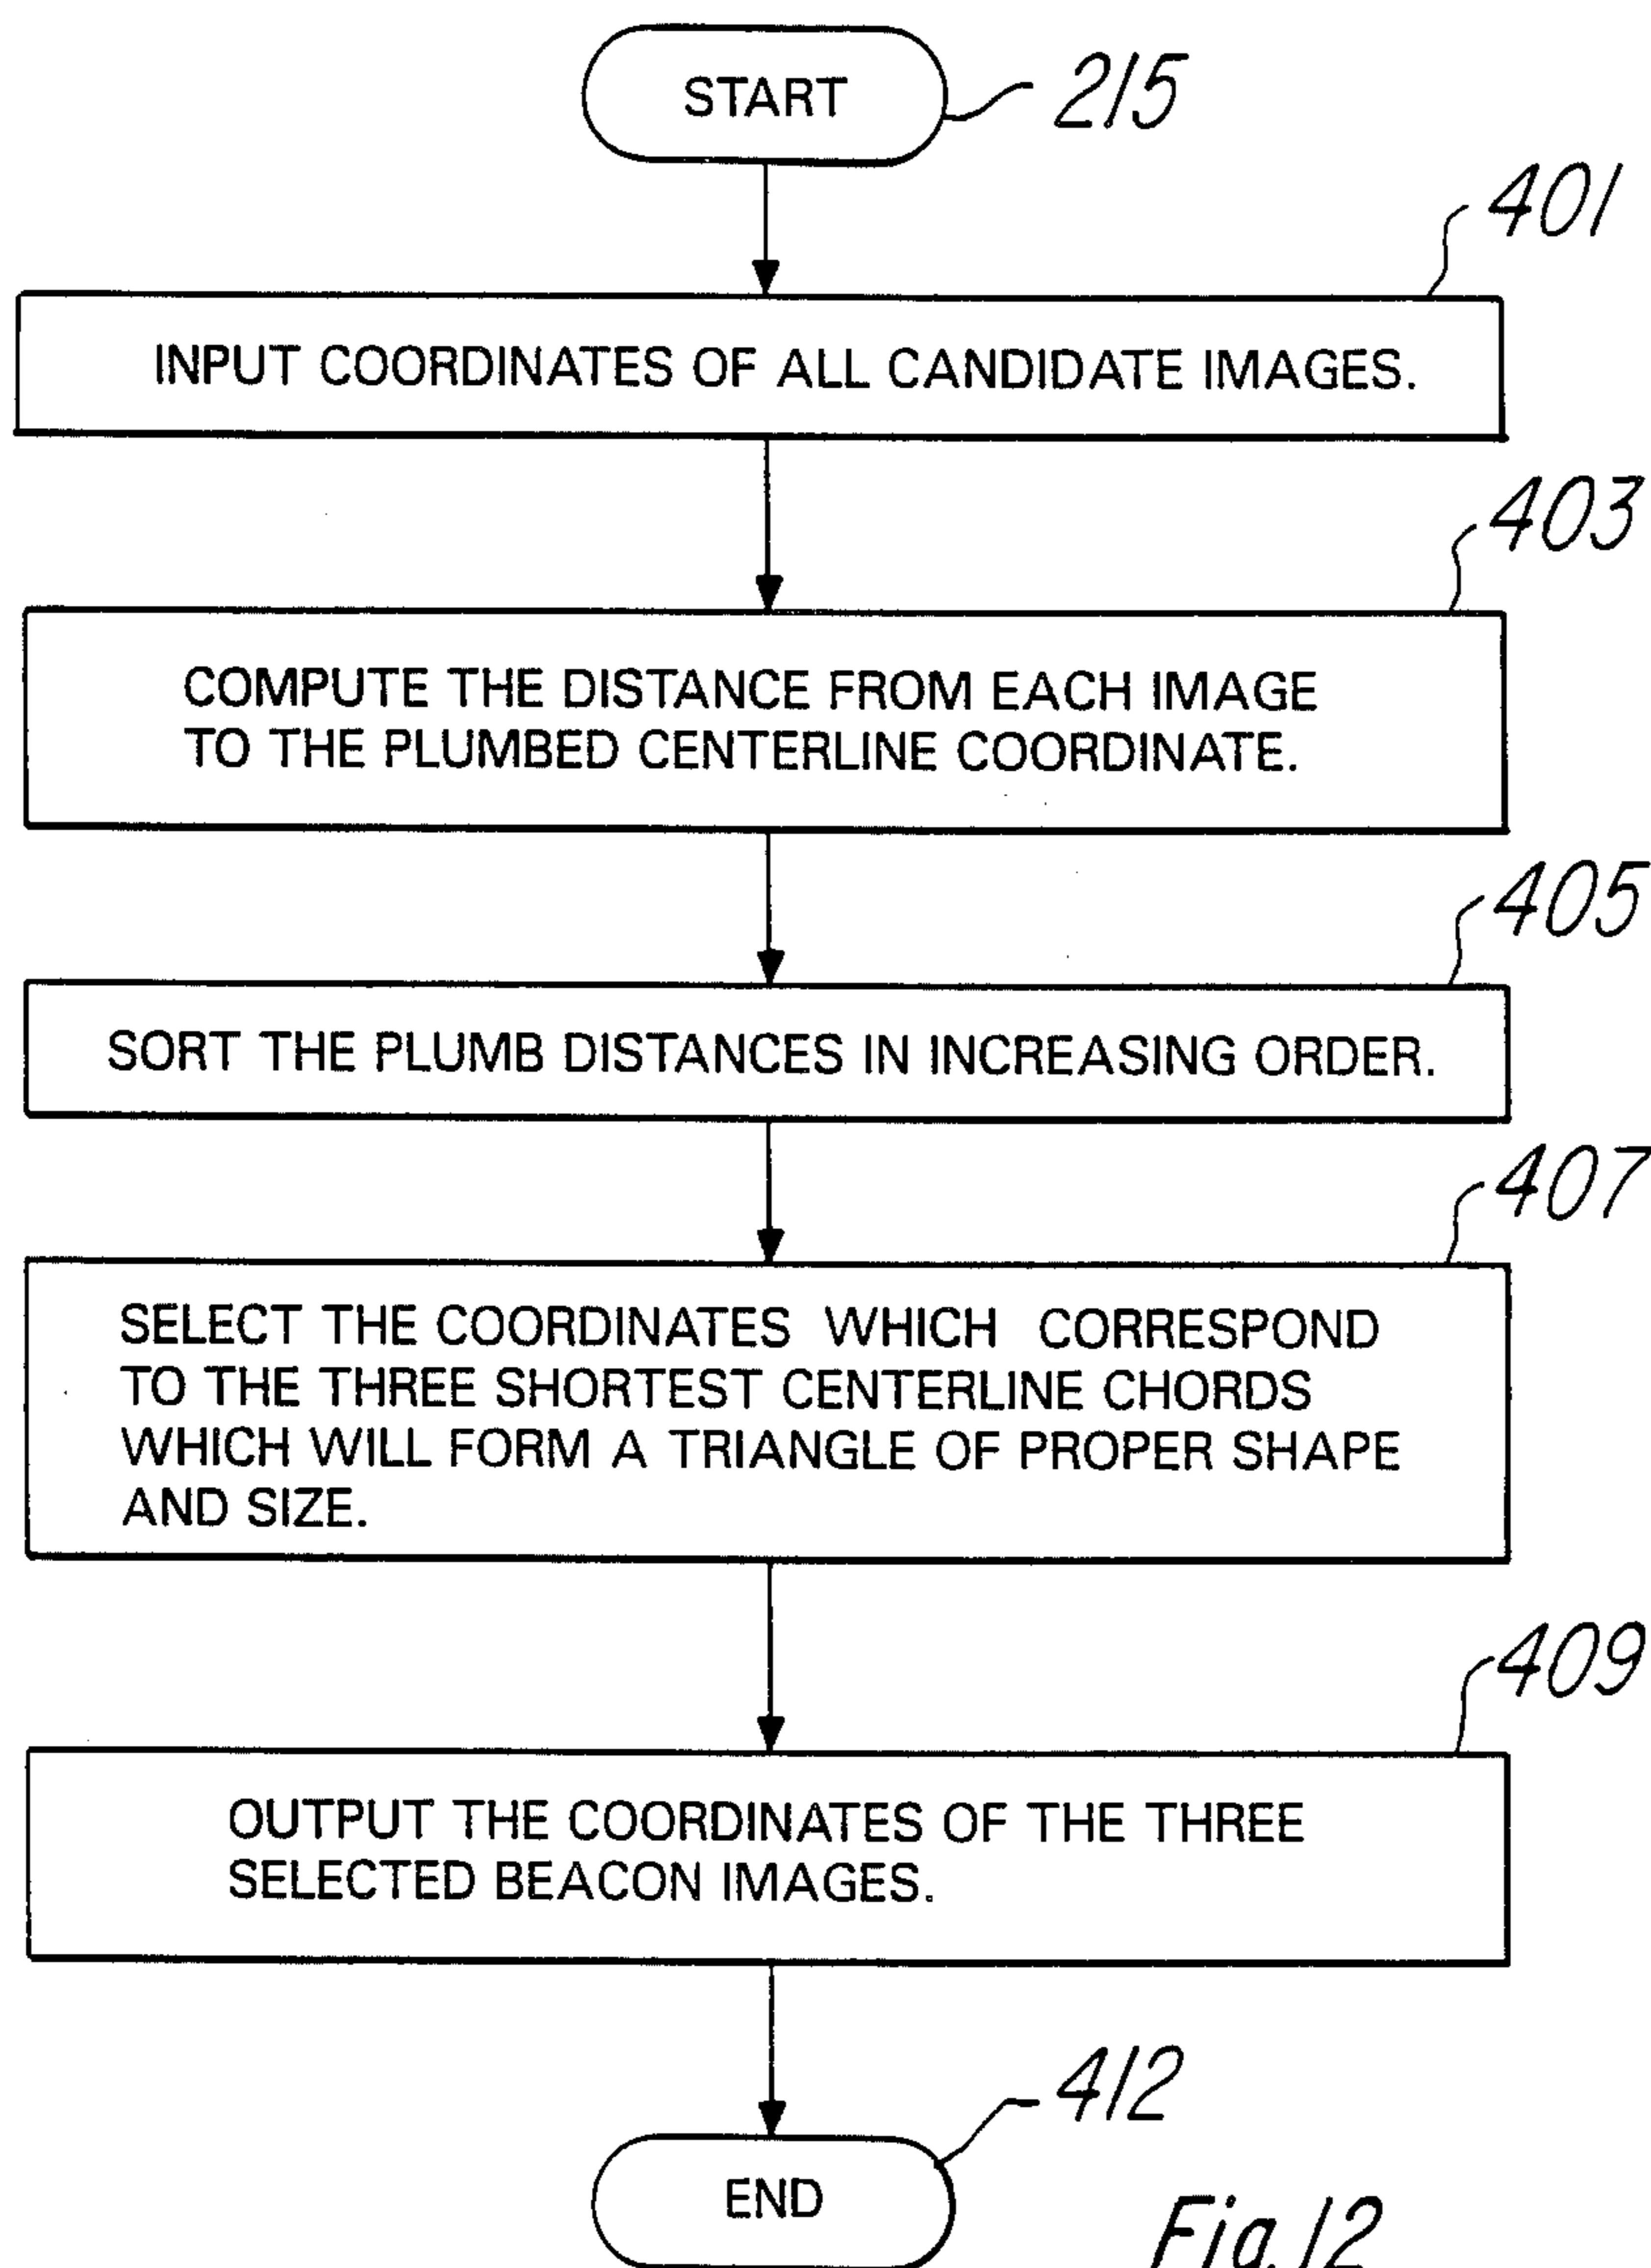 START
215
401
INPUT COORDINATES OF ALL CANDIDATE IMAGES.
403
COMPUTE THE DISTANCE FROM EACH IMAGE
TO THE PLUMBED CENTERLINE COORDINATE.
405
SORT THE PLUMB DISTANCES IN INCREASING ORDER.
407
SELECT THE COORDINATES WHICH CORRESPOND
TO THE THREE SHORTEST CENTERLINE CHORDS
WHICH WILL FORM A TRIANGLE OF PROPER SHAPE
AND SIZE.
409
OUTPUT THE COORDINATES OF THE THREE
SELECTED BEACON IMAGES.
412
END
Fig. 12